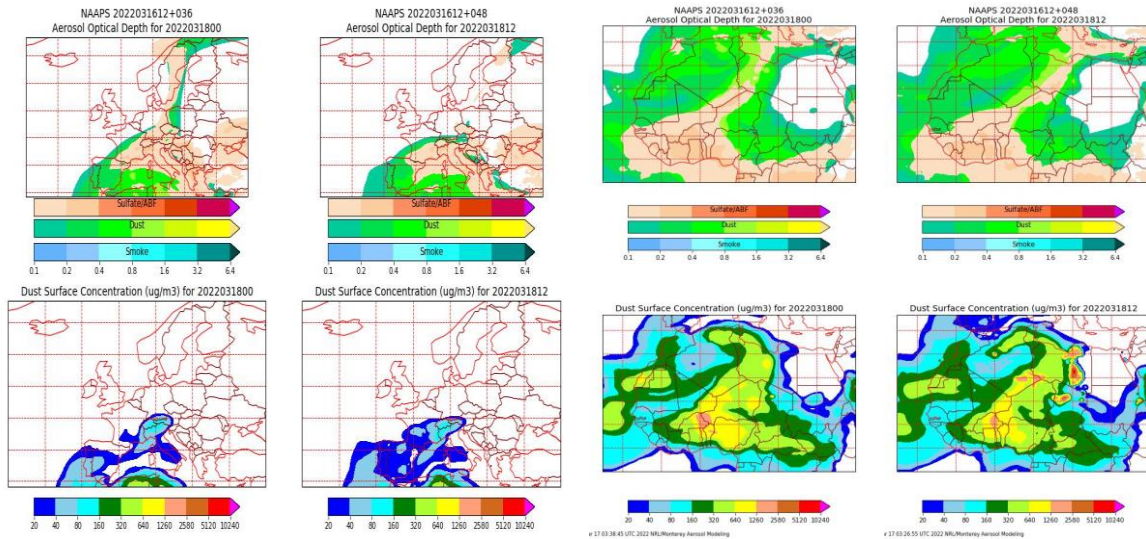 NAAPS 2022031612+036
Aerosol Optical Depth for 2022031800
NAAPS 2022031612+048
Aerosol Optical Depth for 2022031812
NAAPS 2022031612+036
Aerosol Optical Depth for 2022031800
NAAPS 2022031612+048
Aerosol Optical Depth for 2022031812
Sulfate/ABF
Dust
Smoke
0.1 0.2 0.4 0.8 1.6 3.2 6.4
Sulfate/ABF
Dust
Smoke
0.1 0.2 0.4 0.8 1.6 3.2 6.4
Sulfate/ABF
Dust
Smoke
0.1 0.2 0.4 0.8 1.6 3.2 6.4
Sulfate/ABF
Dust
Smoke
0.1 0.2 0.4 0.8 1.6 3.2 6.4
Dust Surface Concentration (ug/m3) for 2022031800
Dust Surface Concentration (ug/m3) for 2022031812
Dust Surface Concentration (ug/m3) for 2022031800
Dust Surface Concentration (ug/m3) for 2022031812
20 40 80 160 320 640 1280 2580 5120 10240
20 40 80 160 320 640 1280 2580 5120 10240
20 40 80 160 320 640 1260 2580 5120 10240
20 40 80 160 320 640 1260 2580 5120 10240
r 17 03:38:45 UTC 2022 NRL/Monterey Aerosol Modeling
r 17 03:26:55 UTC 2022 NRL/Monterey Aerosol Modeling